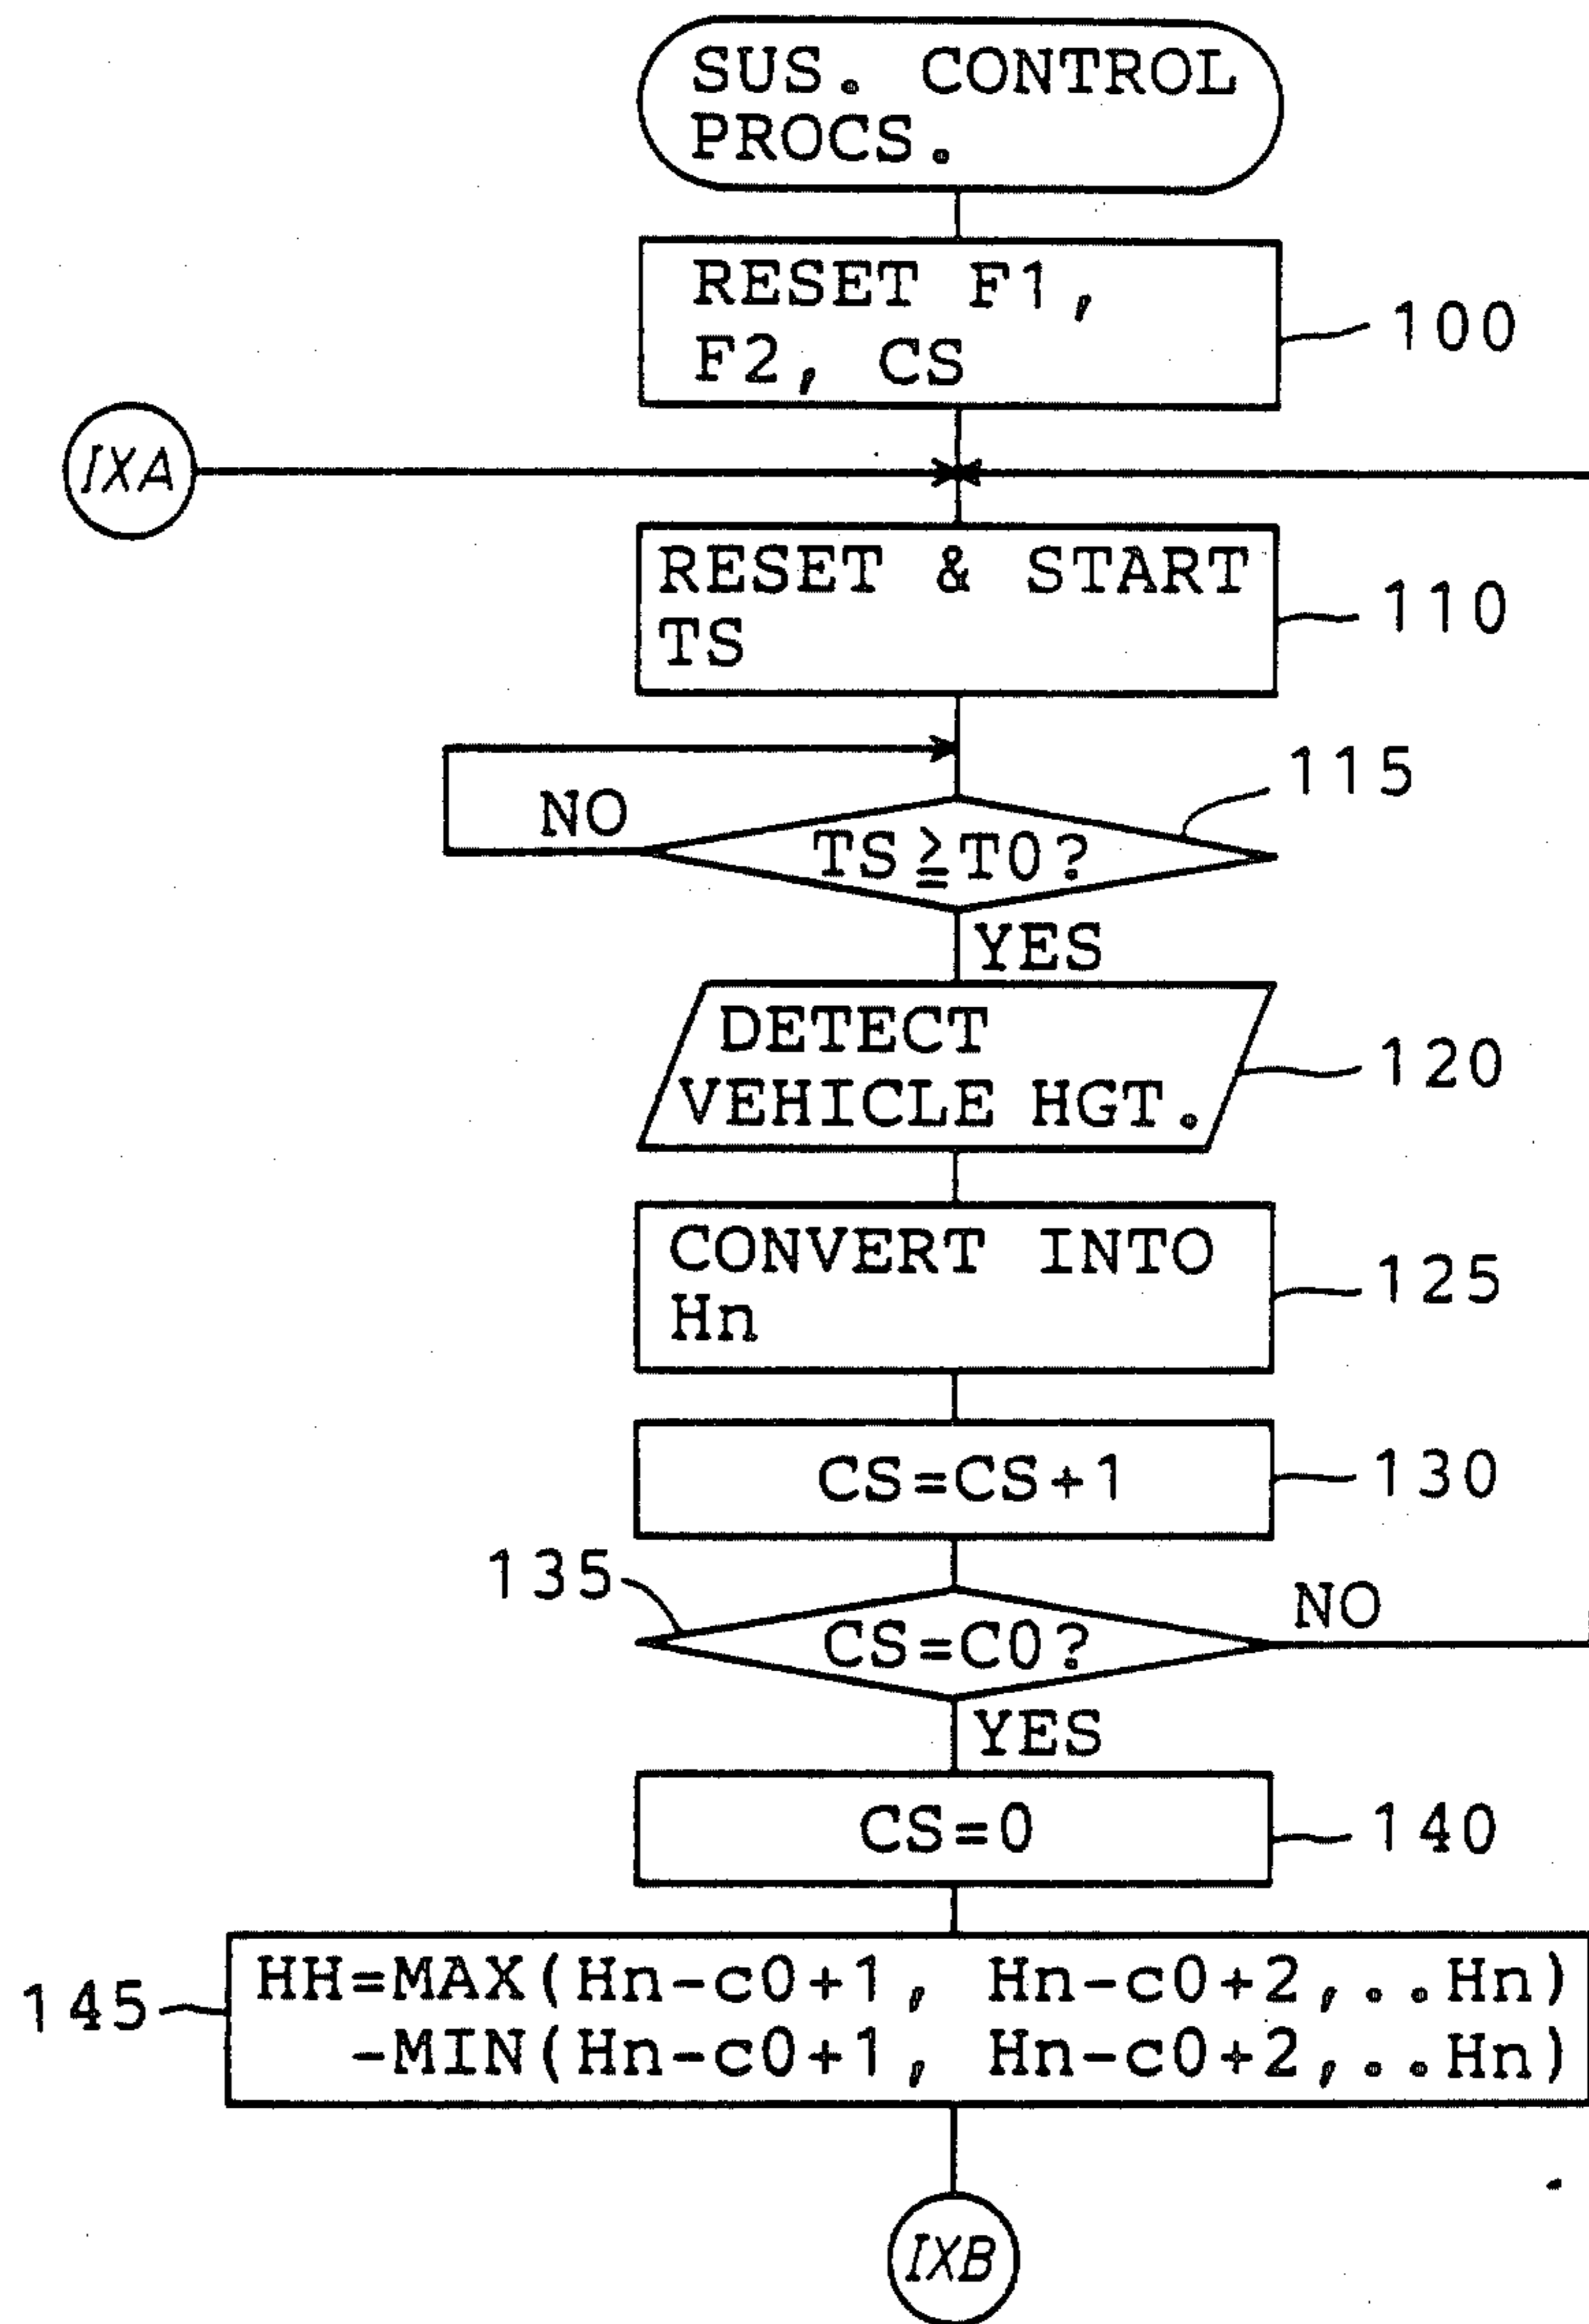 SUS. CONTROL
PROCS.
RESET F1,
F2, CS
100
IXA
RESET & START
TS
110
115
NO
TS≧T0?
YES
DETECT
VEHICLE HGT.
120
CONVERT INTO
Hn
125
CS=CS+1
130
135
CS=C0?
NO
YES
CS=0
140
145
HH=MAX(Hn-c0+1, Hn-c0+2,..Hn)
-MIN(Hn-c0+1, Hn-c0+2,..Hn)
IXB